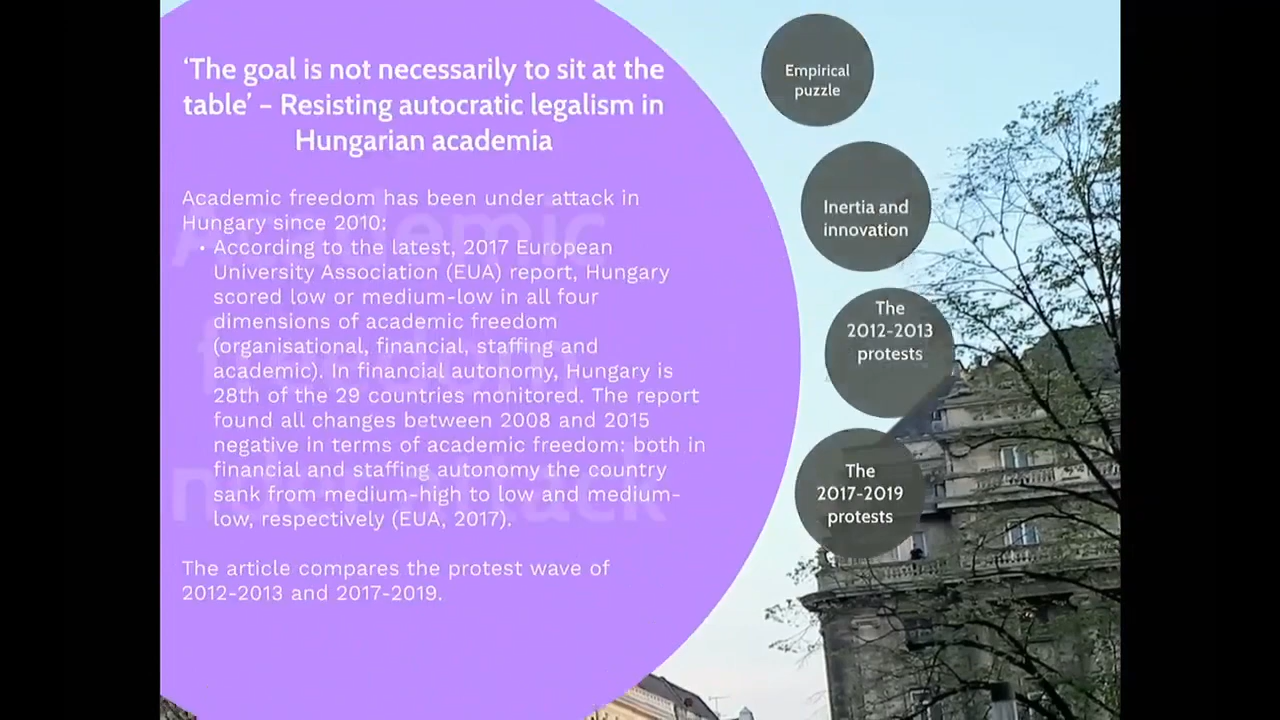 ‘The goal is not necessarily to sit at the
table’ – Resisting autocratic legalism in
Hungarian academia
Academic freedom has been under attack in
Hungary since 2010:
• According to the latest, 2017 European
University Association (EUA) report, Hungary
scored low or medium-low in all four
dimensions of academic freedom
(organisational, financial, staffing and
academic). In financial autonomy, Hungary is
28th of the 29 countries monitored. The report
found all changes between 2008 and 2015
negative in terms of academic freedom: both in
financial and staffing autonomy the country
sank from medium-high to low and medium-
low, respectively (EUA, 2017).
The article compares the protest wave of
2012-2013 and 2017-2019.
Empirical
puzzle
Inertia and
innovation
The
2012-2013
protests
The
2017-2019
protests